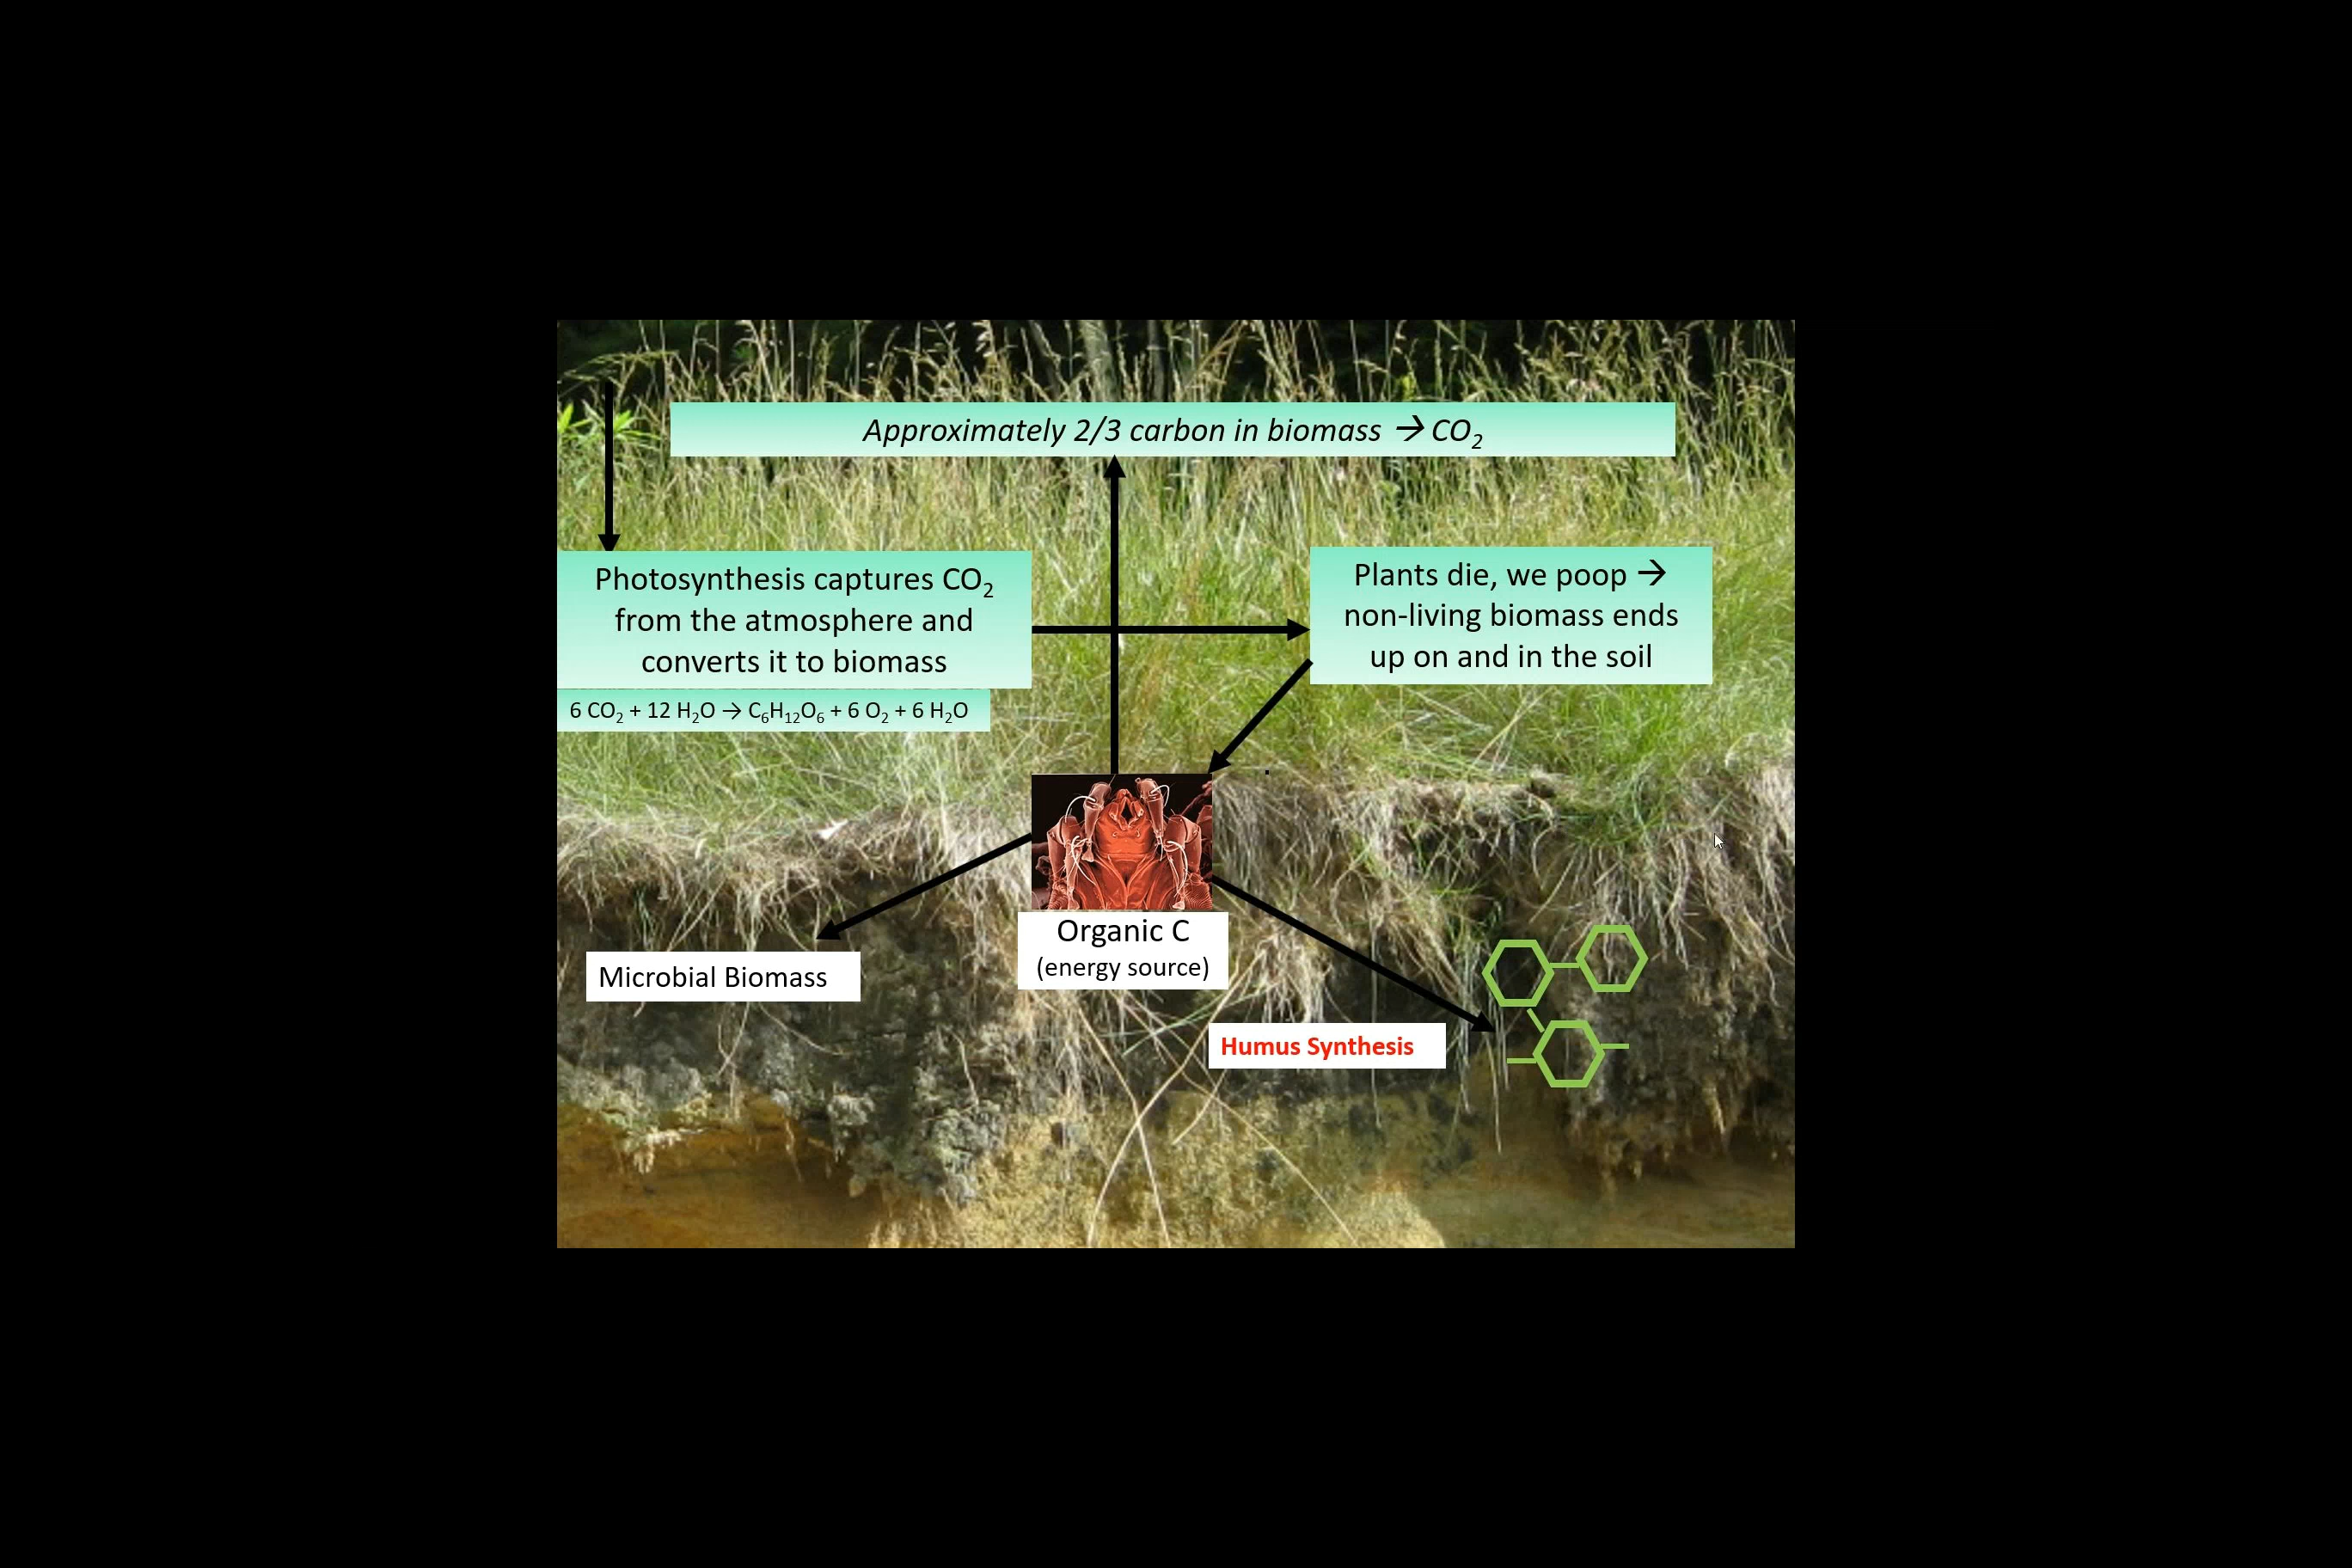 Approximately 2/3 carbon in biomass → CO₂
Photosynthesis captures CO₂
from the atmosphere and
converts it to biomass
6 CO₂ + 12 H₂O → C₆H₁₂O₆ + 6 O₂ + 6 H₂O
Plants die, we poop →
non-living biomass ends
up on and in the soil
Organic C
(energy source)
Microbial Biomass
Humus Synthesis